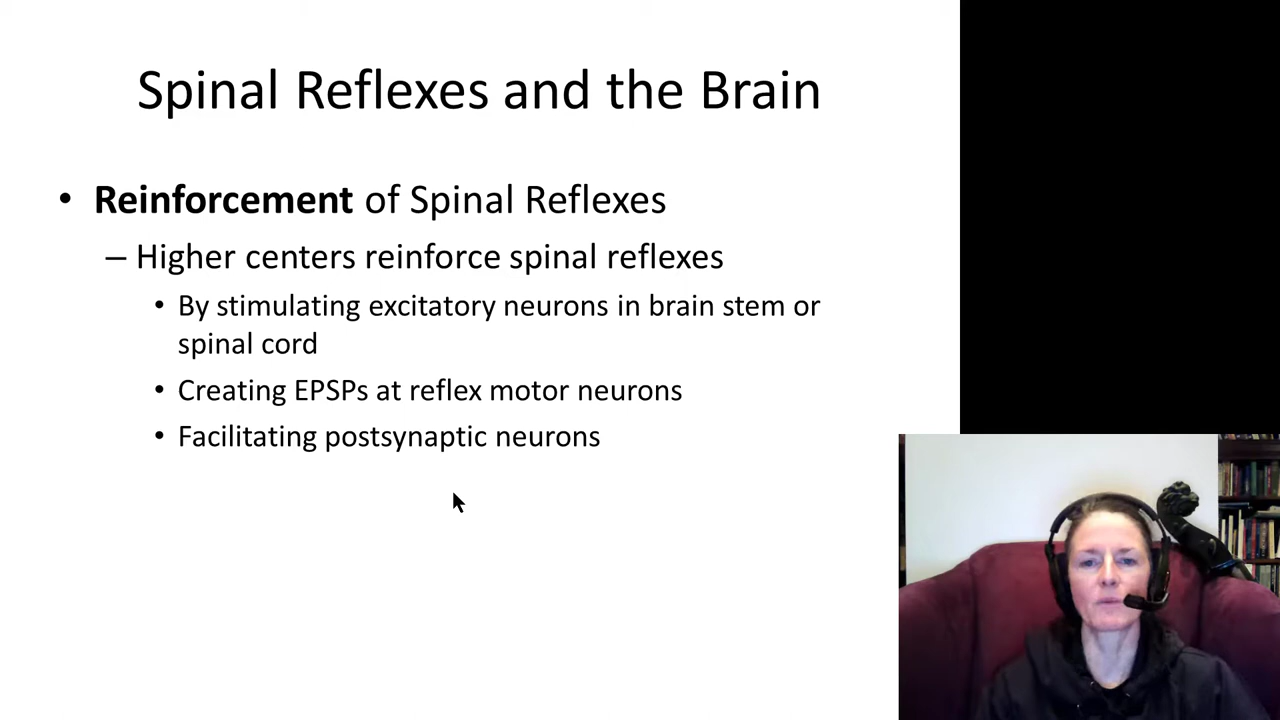 Spinal Reflexes and the Brain
• Reinforcement of Spinal Reflexes
– Higher centers reinforce spinal reflexes
• By stimulating excitatory neurons in brain stem or
spinal cord
• Creating EPSPs at reflex motor neurons
• Facilitating postsynaptic neurons